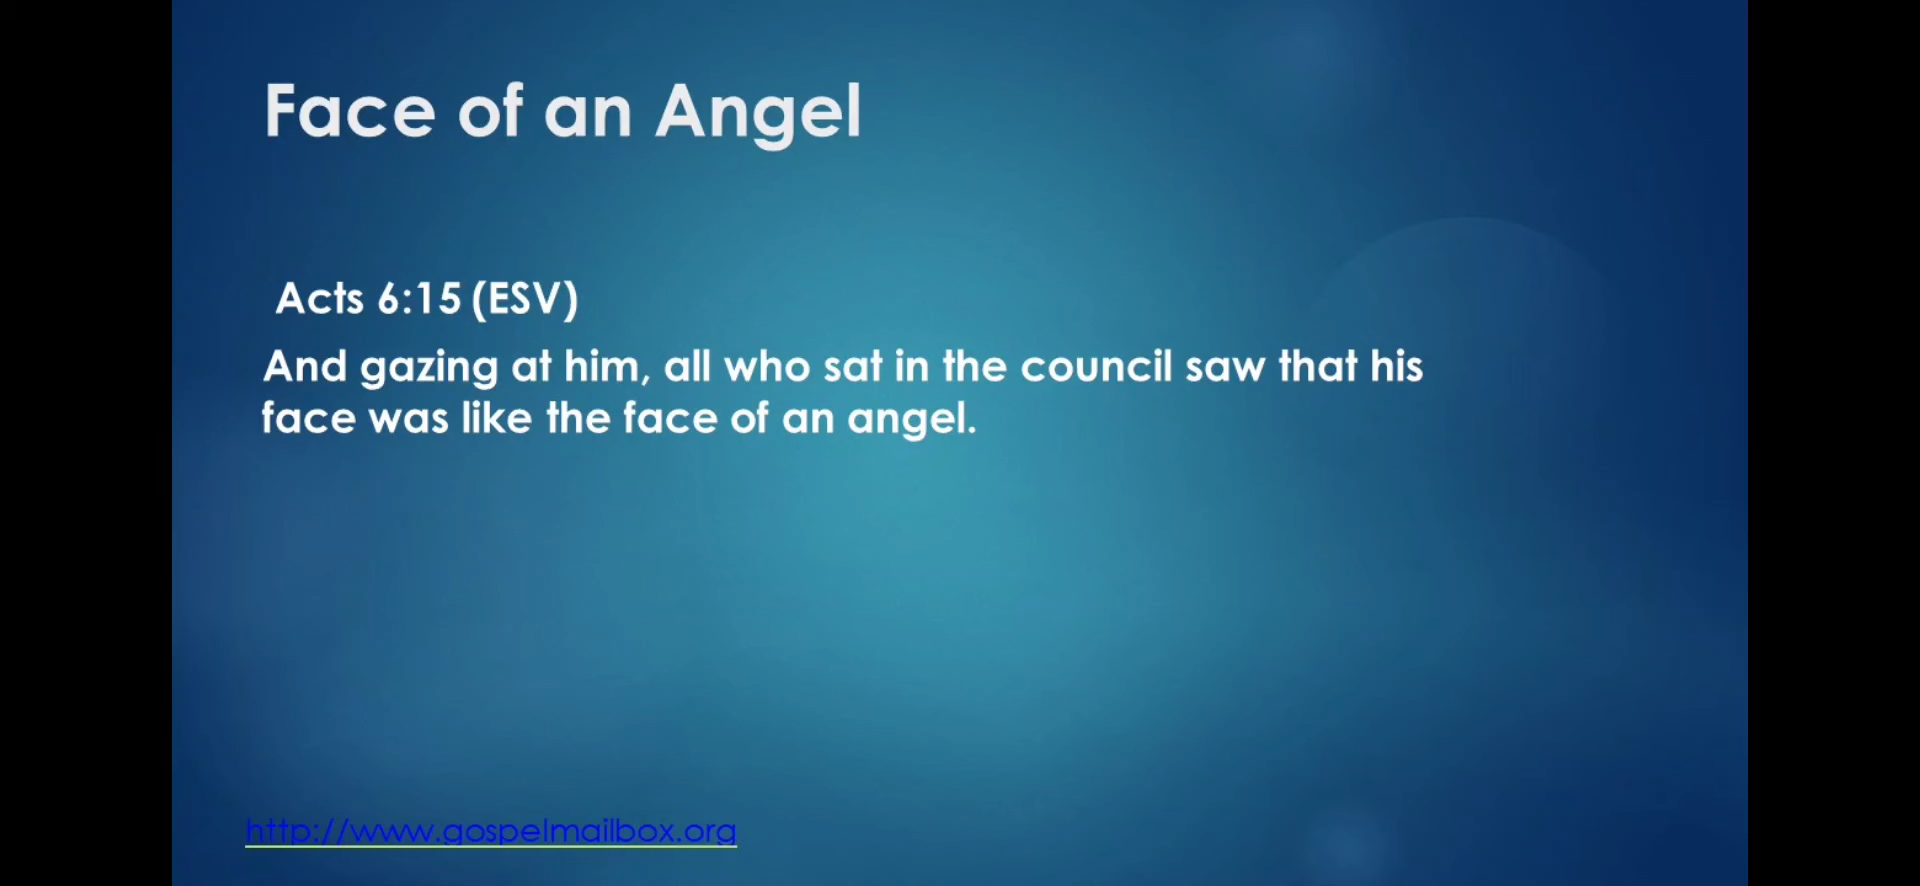 Face of an Angel
Acts 6:15 (ESV)
And gazing at him, all who sat in the council saw that his
face was like the face of an angel.
http://www.gospelmailbox.org